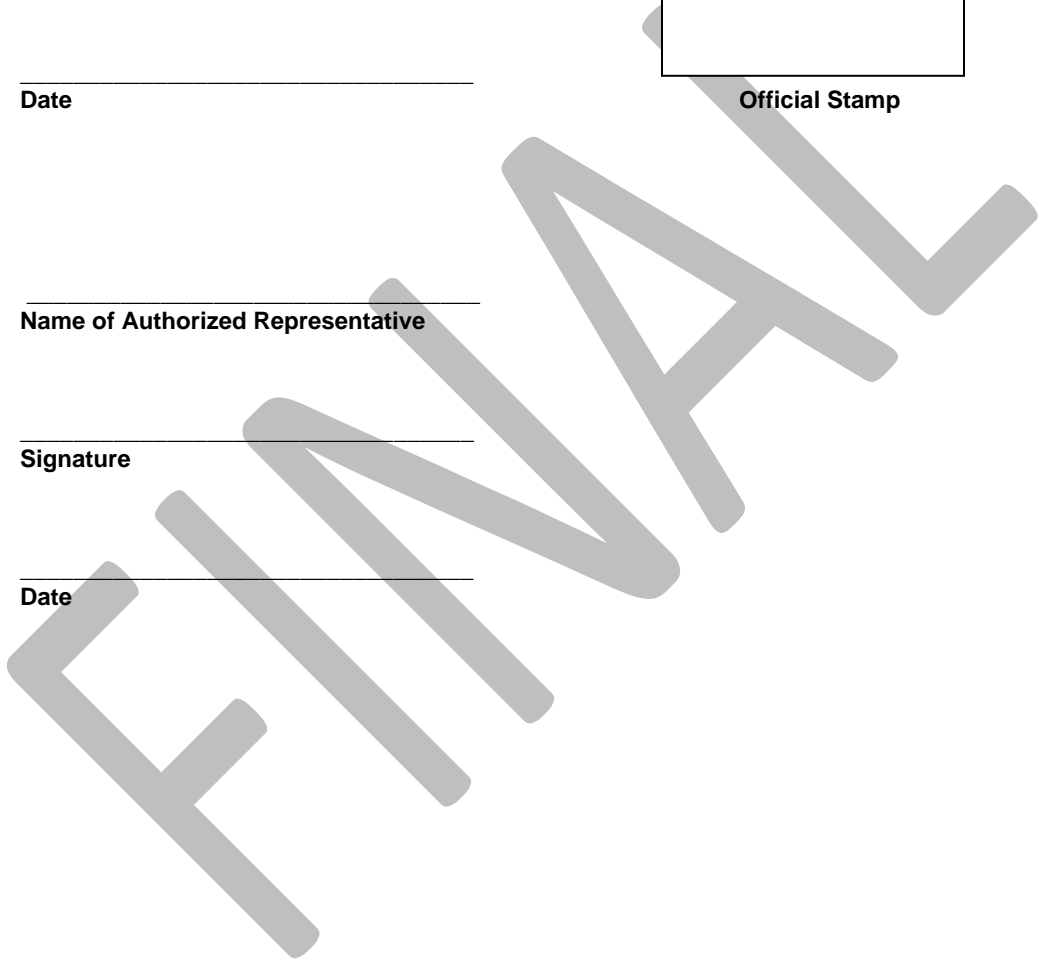 Date
Official Stamp
Name of Authorized Representative
Signature
Date
FINAL